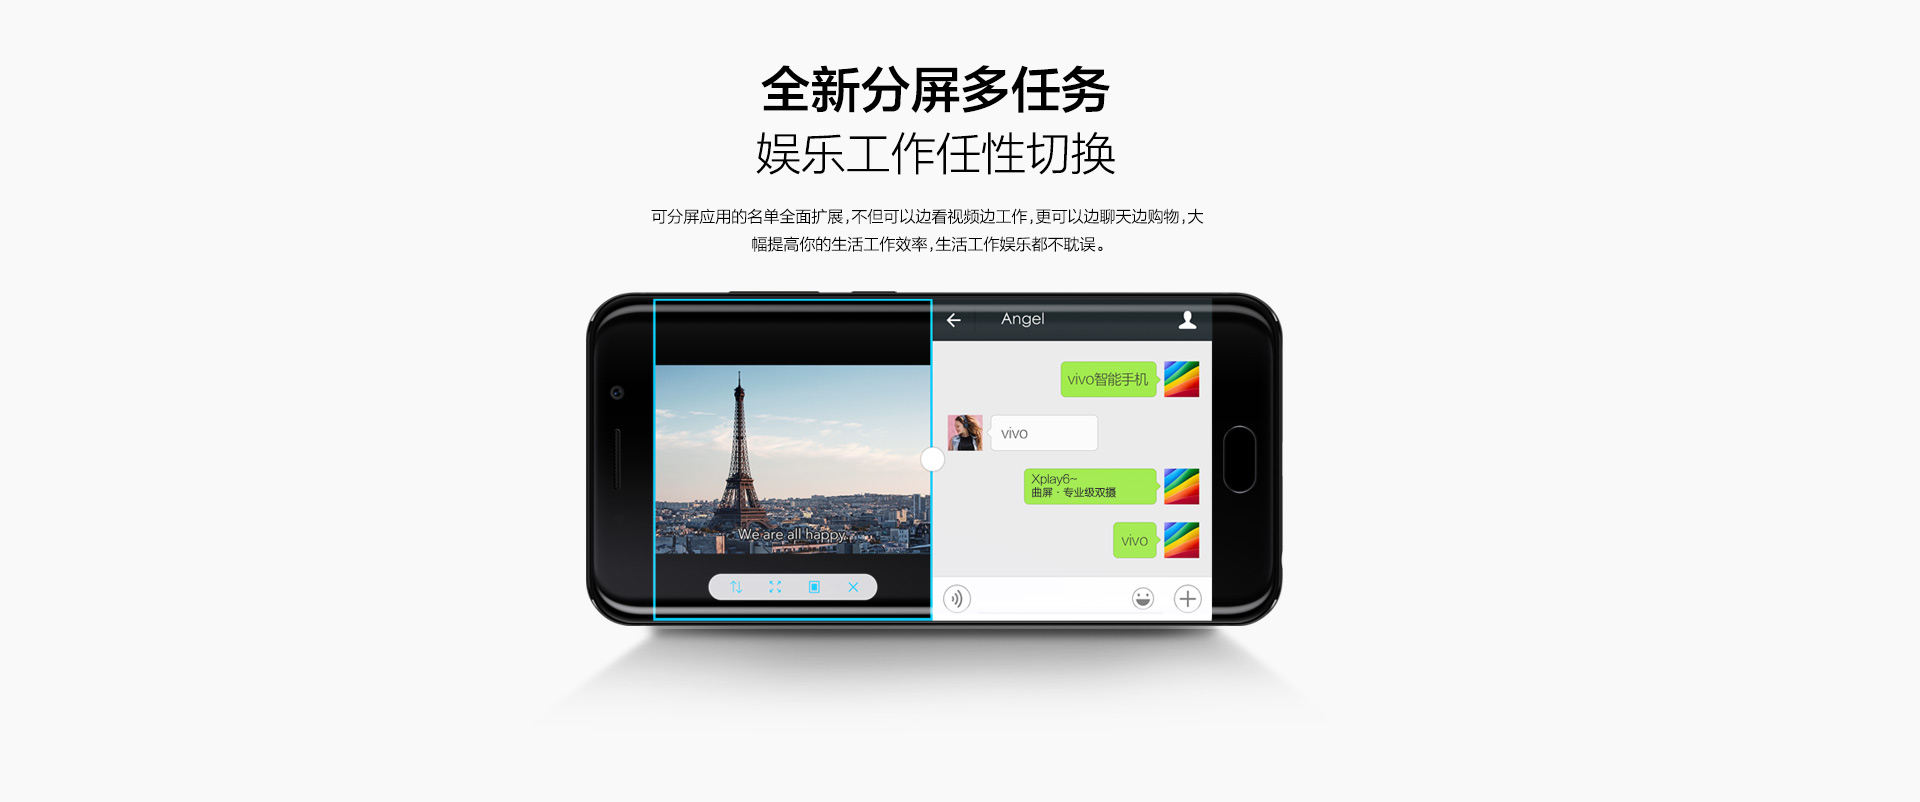 全新分屏多任务
娱乐工作任性切换
可分屏应用的名单全面扩展,不但可以边看视频边工作,更可以边聊天边购物,大
幅提高你的生活工作效率,生活工作娱乐都不耽误。
Angel
vivo智能手机
vivo
Xplay6~
曲屏·专业级双摄
We are all happy...
vivo